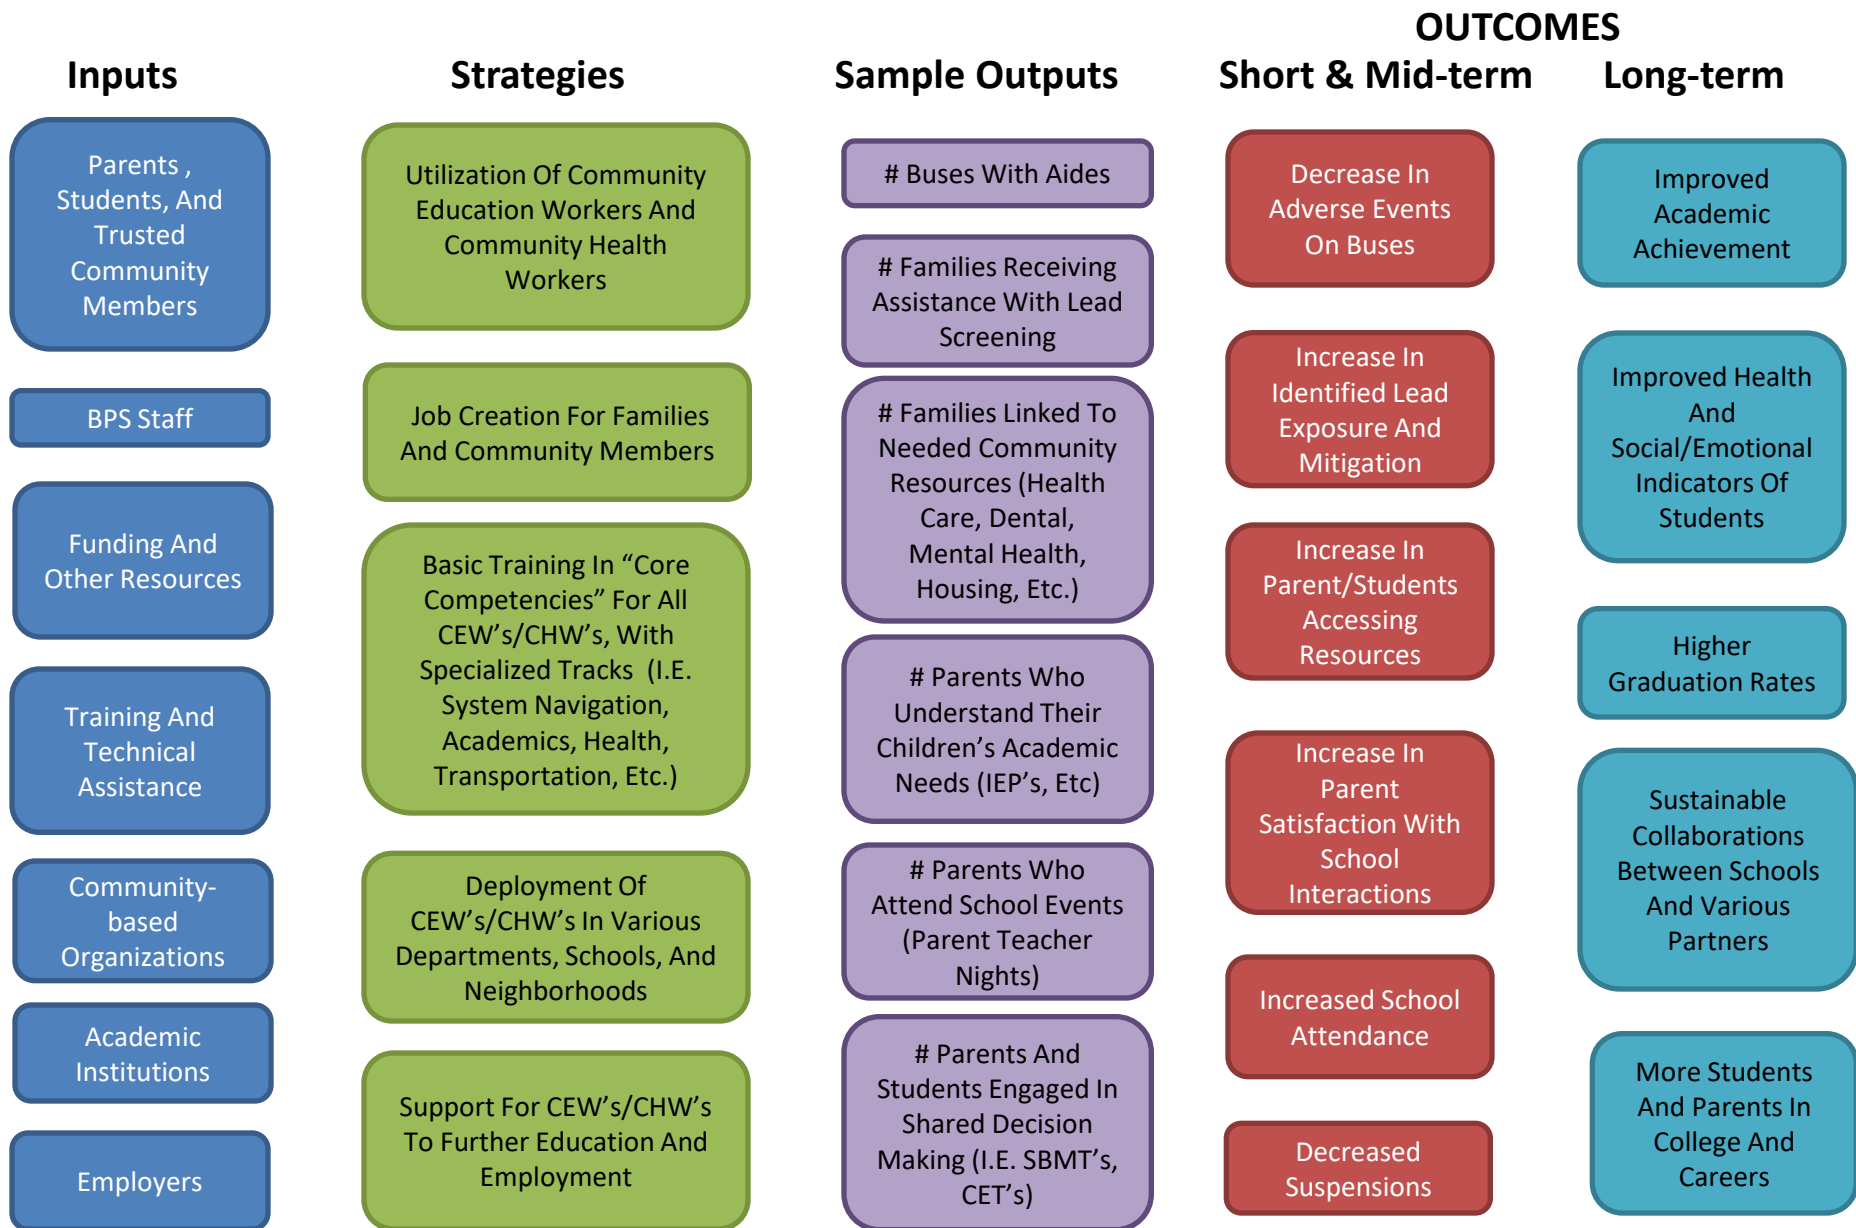 OUTCOMES
Inputs
Strategies
Sample Outputs
Short & Mid-term
Long-term
Parents ,
Students, And
Trusted
Community
Members
BPS Staff
Funding And
Other Resources
Training And
Technical
Assistance
Community-
based
Organizations
Academic
Institutions
Employers
Utilization Of Community
Education Workers And
Community Health
Workers
Job Creation For Families
And Community Members
Basic Training In “Core
Competencies” For All
CEW’s/CHW’s, With
Specialized Tracks (I.E.
System Navigation,
Academics, Health,
Transportation, Etc.)
Deployment Of
CEW’s/CHW’s In Various
Departments, Schools, And
Neighborhoods
Support For CEW’s/CHW’s
To Further Education And
Employment
# Buses With Aides
# Families Receiving
Assistance With Lead
Screening
# Families Linked To
Needed Community
Resources (Health
Care, Dental,
Mental Health,
Housing, Etc.)
# Parents Who
Understand Their
Children’s Academic
Needs (IEP’s, Etc)
# Parents Who
Attend School Events
(Parent Teacher
Nights)
# Parents And
Students Engaged In
Shared Decision
Making (I.E. SBMT’s,
CET’s)
Decrease In
Adverse Events
On Buses
Increase In
Identified Lead
Exposure And
Mitigation
Increase In
Parent/Students
Accessing
Resources
Increase In
Parent
Satisfaction With
School
Interactions
Increased School
Attendance
Decreased
Suspensions
Improved
Academic
Achievement
Improved Health
And
Social/Emotional
Indicators Of
Students
Higher
Graduation Rates
Sustainable
Collaborations
Between Schools
And Various
Partners
More Students
And Parents In
College And
Careers